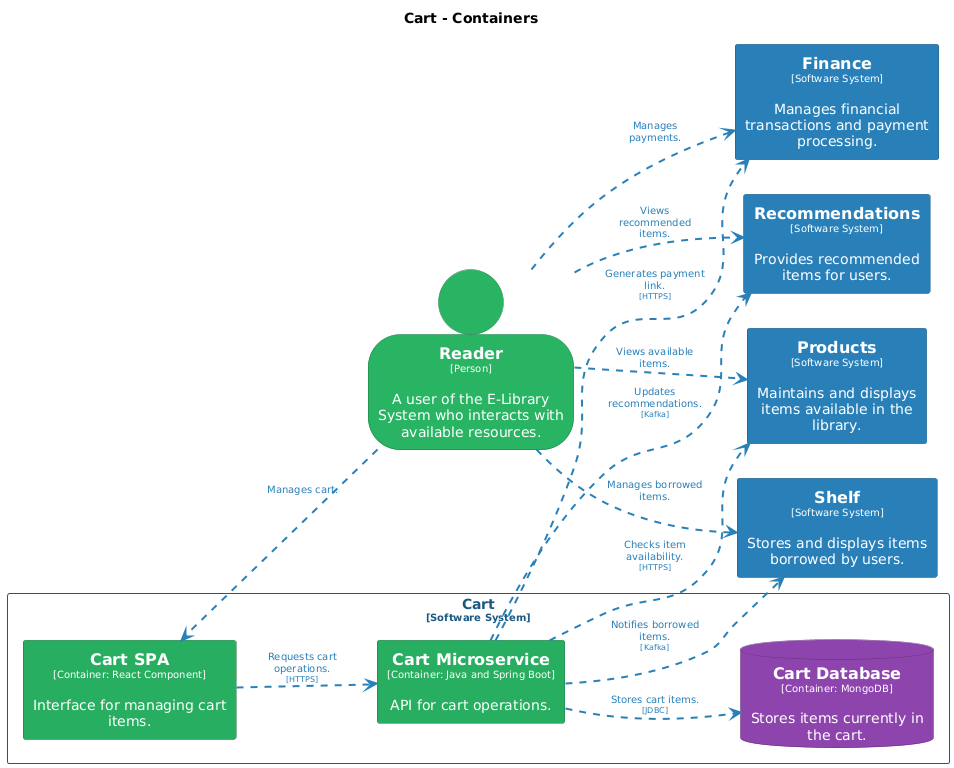 Cart - Containers
Finance
[Software System]
Manages financial
transactions and payment
processing.
Manages
payments.
Recommendations
[Software System]
Provides recommended
items for users.
Views
recommended
items.
Generates payment
link.
[HTTPS]
Reader
[Person]
A user of the E-Library
System who interacts with
available resources.
Products
[Software System]
Maintains and displays
items available in the
library.
Views available
items.
Updates
recommendations.
[Kafka]
Manages cart.
Manages borrowed
items.
Shelf
[Software System]
Stores and displays items
borrowed by users.
Checks item
availability.
[HTTPS]
Cart
[Software System]
Cart SPA
[Container: React Component]
Interface for managing cart
items.
Requests cart
operations.
[HTTPS]
Cart Microservice
[Container: Java and Spring Boot]
API for cart operations.
Notifies borrowed
items.
[Kafka]
Stores cart items.
[JDBC]
Cart Database
[Container: MongoDB]
Stores items currently in
the cart.